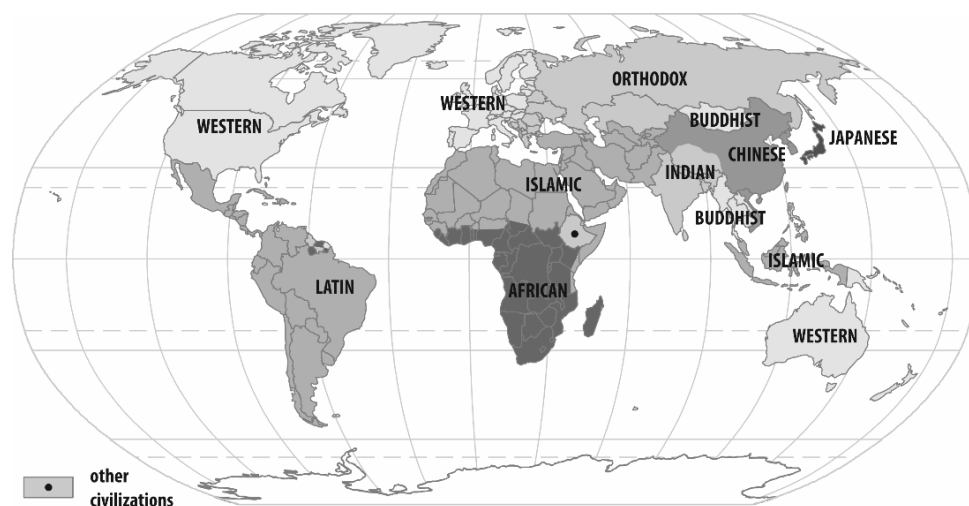 ORTHODOX
WESTERN
WESTERN
BUDDHIST
JAPANESE
CHINESE
INDIAN
ISLAMIC
BUDDHIST
ISLAMIC
LATIN
AFRICAN
WESTERN
other
civilizations